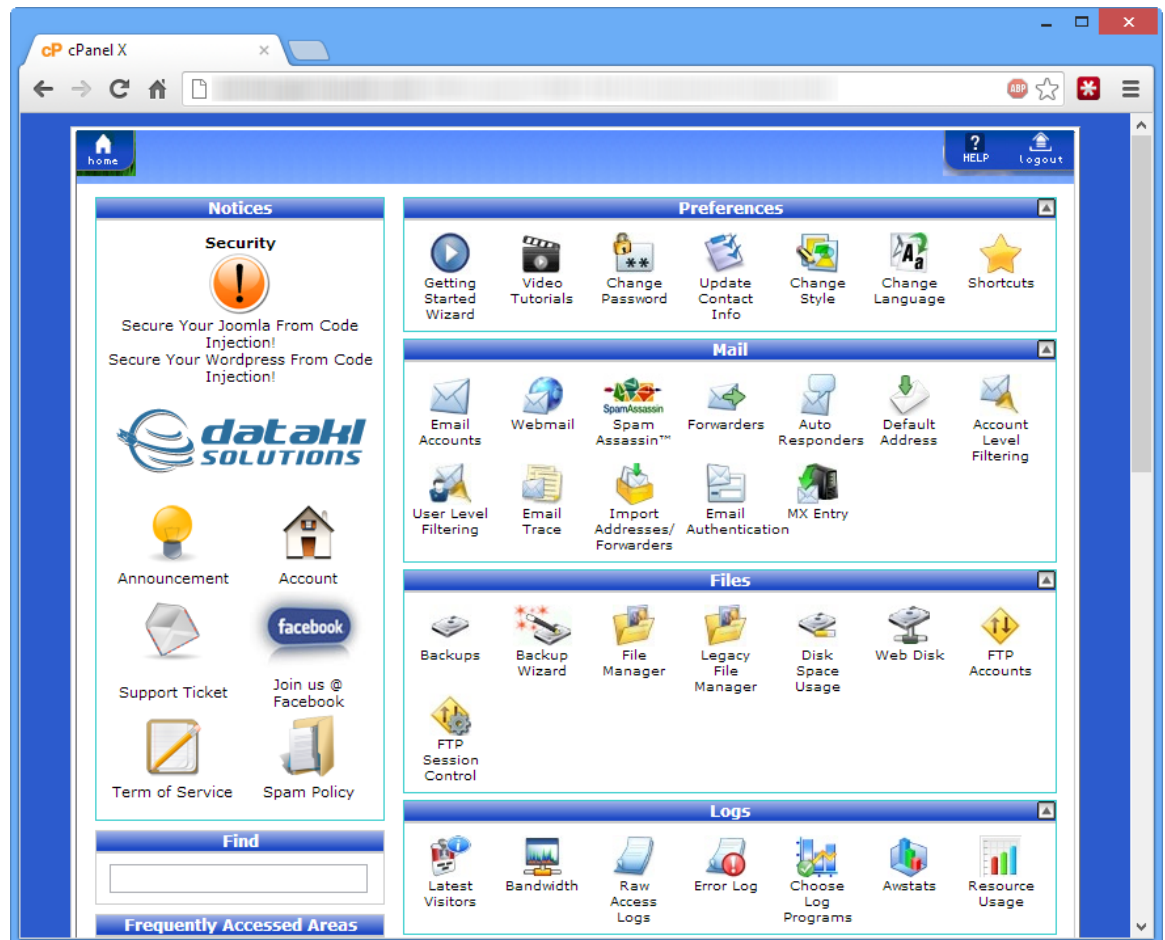 cP cPanel X
ABP
home
? HELP
logout
Notices
Security
!
Secure Your Joomla From Code
Injection!
Secure Your Wordpress From Code
Injection!
datakl
SOLUTIONS
Announcement
Account
facebook
Support Ticket
Join us @
Facebook
Term of Service
Spam Policy
Find
Frequently Accessed Areas
Preferences
Getting
Started
Wizard
Video
Tutorials
**
Change
Password
Update
Contact
Info
Change
Style
Aa
Change
Language
Shortcuts
Mail
Email
Accounts
Webmail
SpamAssassin
Spam
Assassin™
Forwarders
Auto
Responders
Default
Address
Account
Level
Filtering
User Level
Filtering
Email
Trace
Import
Addresses/
Forwarders
Email
Authentication
MX Entry
Files
Backups
Backup
Wizard
File
Manager
Legacy
File
Manager
Disk
Space
Usage
Web Disk
FTP
Accounts
FTP
Session
Control
Logs
Latest
Visitors
Bandwidth
Raw
Access
Logs
Error Log
Choose
Log
Programs
Awstats
Resource
Usage